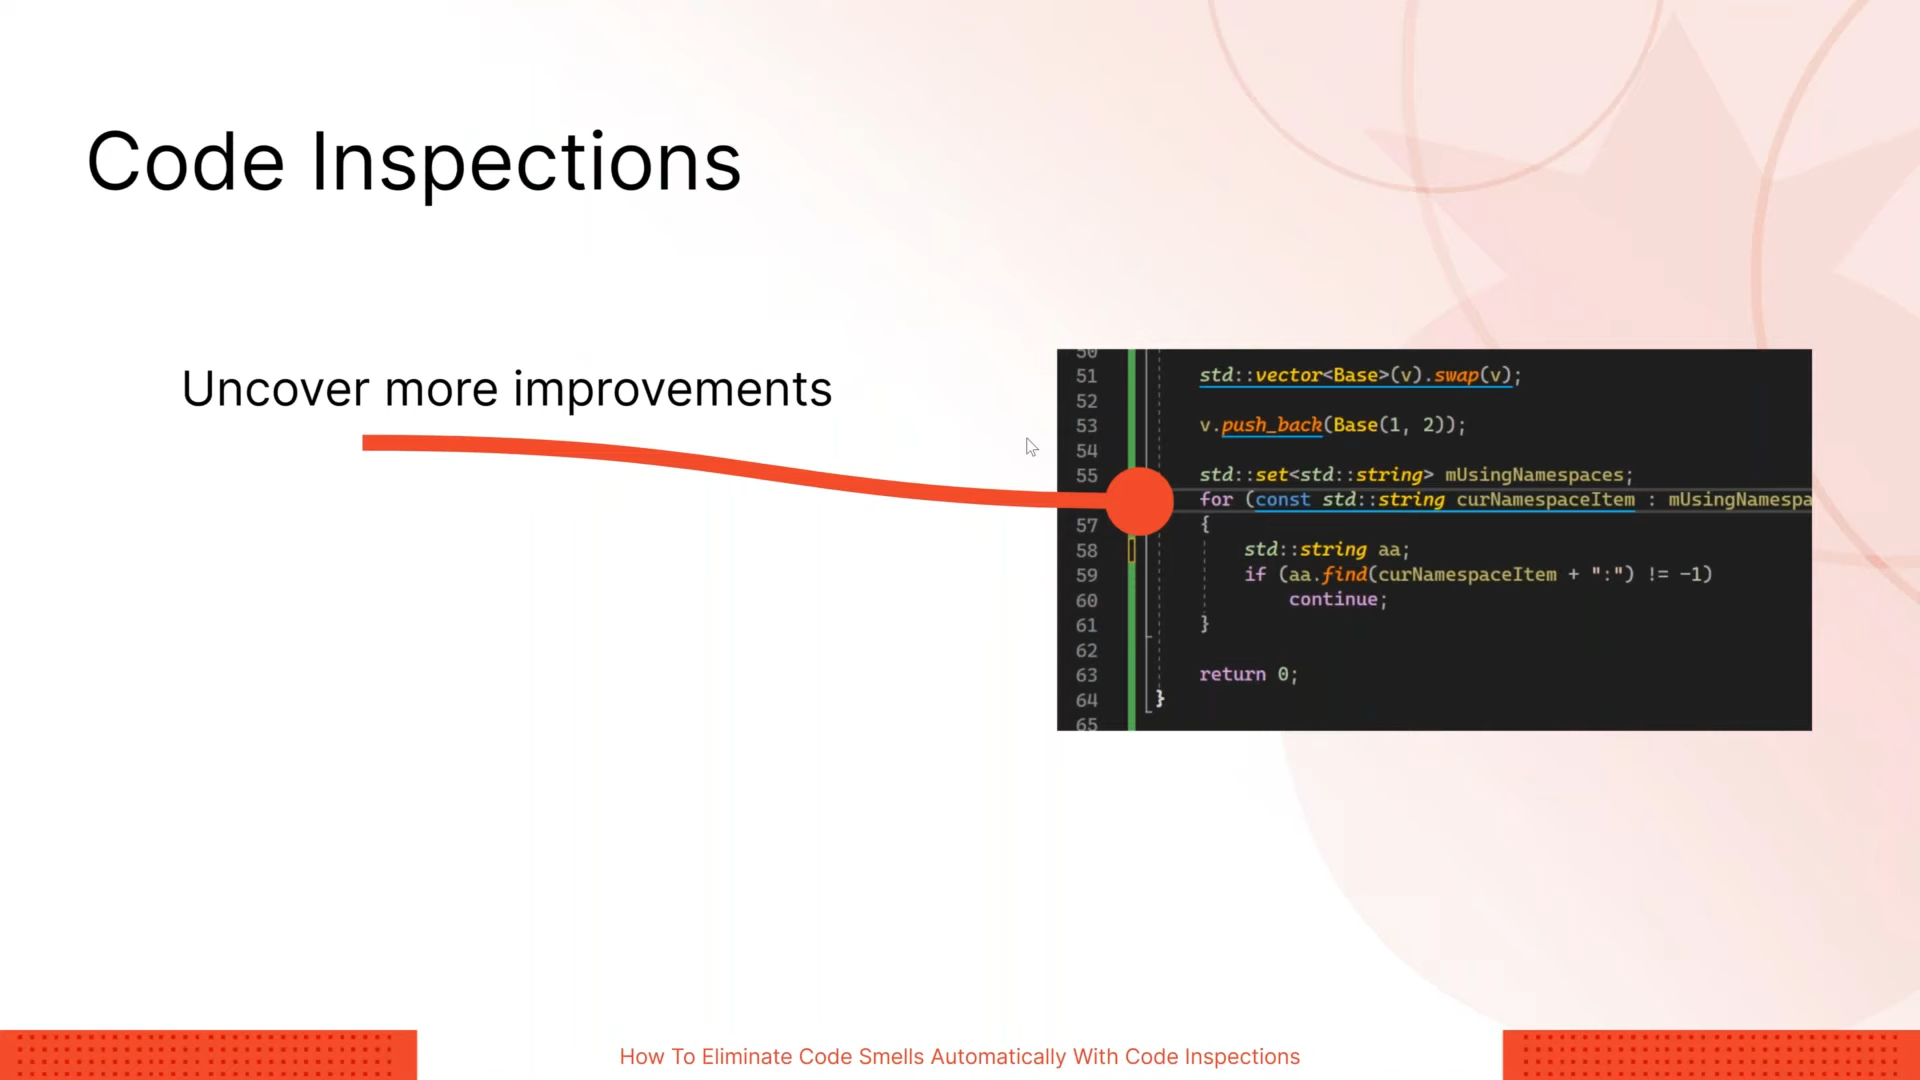 Code Inspections
Uncover more improvements
50
51 std::vector<Base>(v).swap(v);
52
53 v.push_back(Base(1, 2));
54
55 std::set<std::string> mUsingNamespaces;
for (const std::string curNamespaceItem : mUsingNamespa
57 {
58 std::string aa;
59 if (aa.find(curNamespaceItem + ":") != -1)
60 continue;
61 }
62
63 return 0;
64 }
65
How To Eliminate Code Smells Automatically With Code Inspections